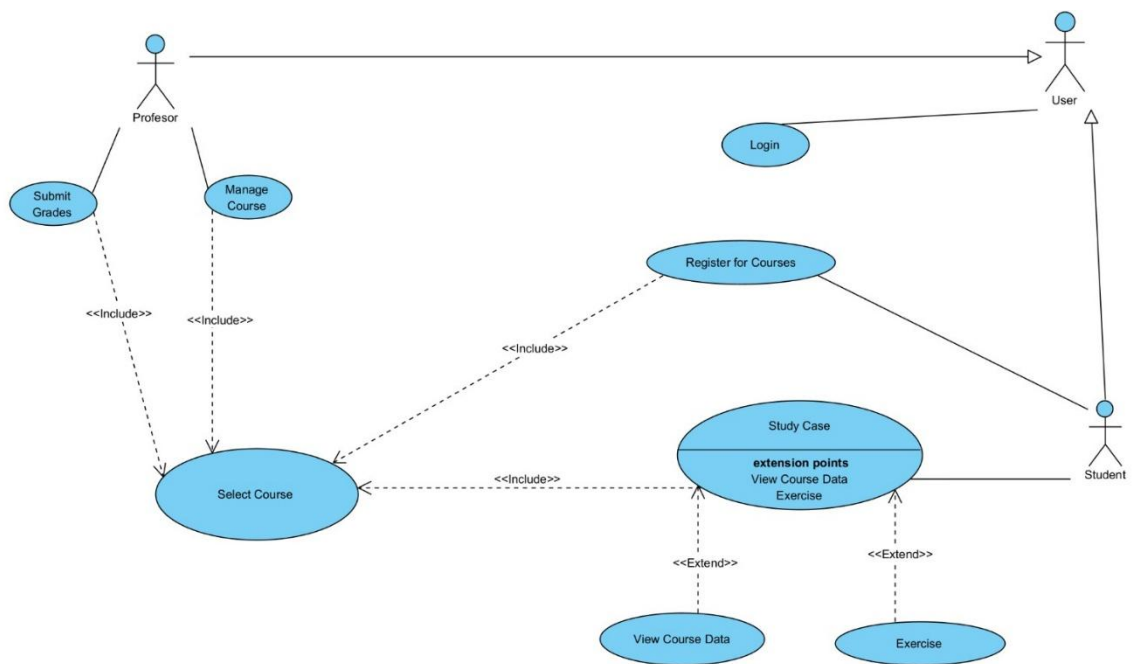 Profesor
User
Login
Submit
Grades
Manage
Course
Register for Courses
<<Include>>
<<Include>>
<<Include>>
Study Case
extension points
View Course Data
Exercise
Student
Select Course
<<Include>>
<<Extend>>
<<Extend>>
View Course Data
Exercise